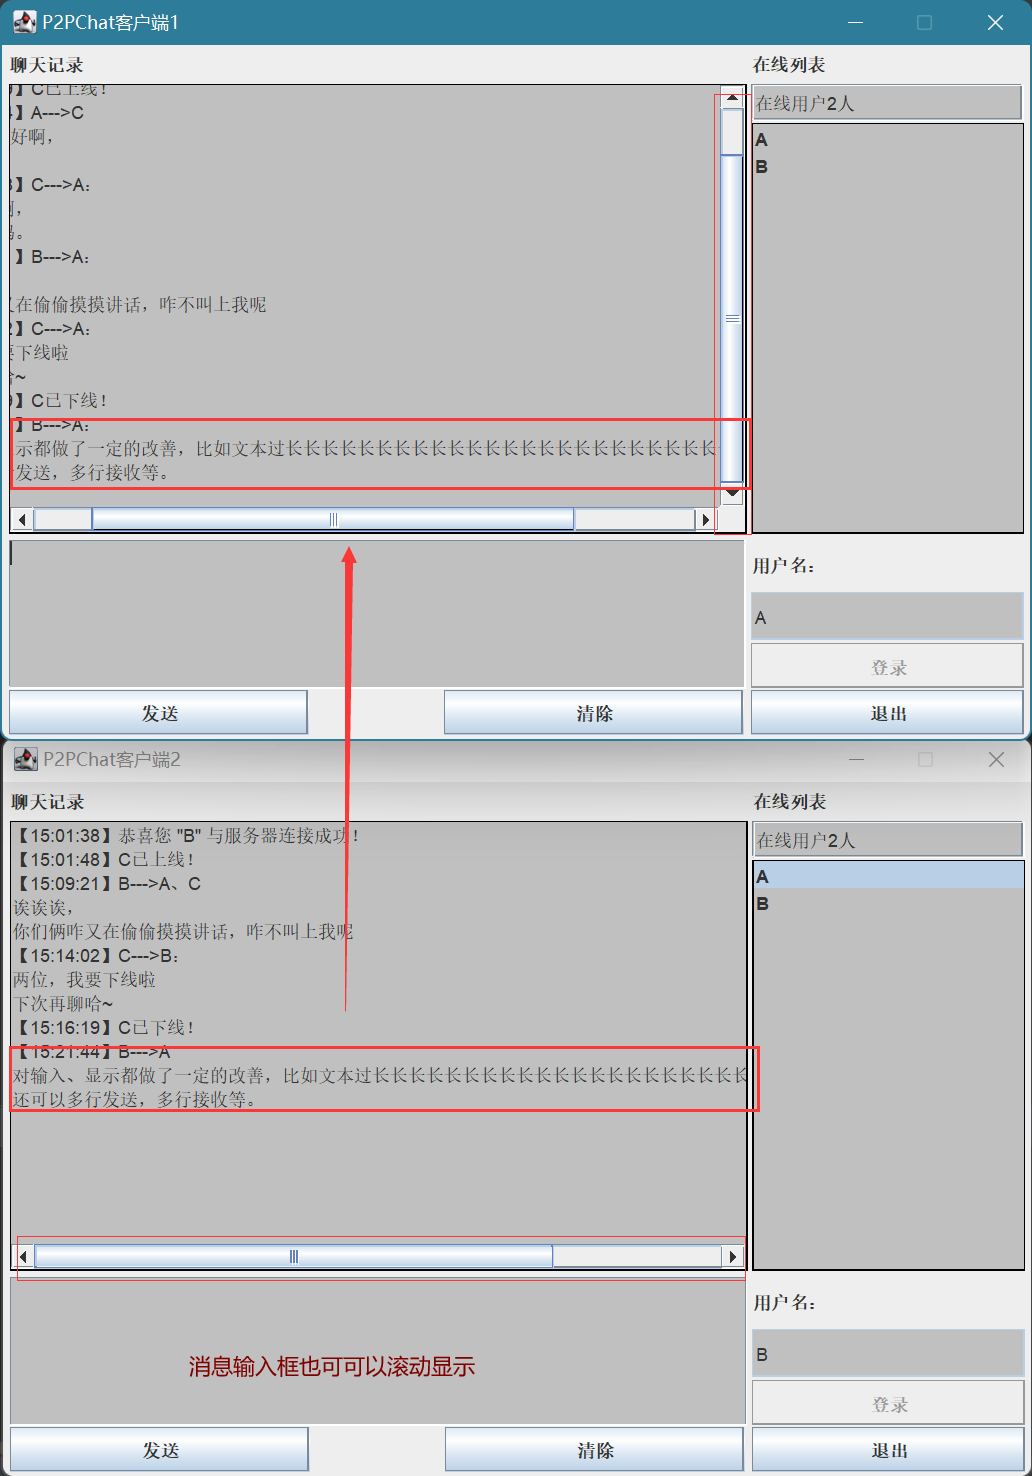 P2PChat客户端1
聊天记录
】C已上线！
】A--->C
好啊，
】C--->A：
，
。
】B--->A：
在偷偷摸摸讲话，咋不叫上我呢
】C--->A：
下线啦
~
】C已下线！
】B--->A：
示都做了一定的改善，比如文本过长长长长长长长长长长长长长长长长长长长长长长长长
发送，多行接收等。
发送
清除
在线列表
在线用户2人
A
B
用户名：
A
登录
退出
P2PChat客户端2
聊天记录
【15:01:38】恭喜您 "B" 与服务器连接成功！
【15:01:48】C已上线！
【15:09:21】B--->A、C
诶诶诶，
你们俩咋又在偷偷摸摸讲话，咋不叫上我呢
【15:14:02】C--->B：
两位，我要下线啦
下次再聊哈~
【15:16:19】C已下线！
【15:21:44】B--->A
对输入、显示都做了一定的改善，比如文本过长长长长长长长长长长长长长长长长长长长长长
还可以多行发送，多行接收等。
消息输入框也可可以滚动显示
发送
清除
在线列表
在线用户2人
A
B
用户名：
B
登录
退出